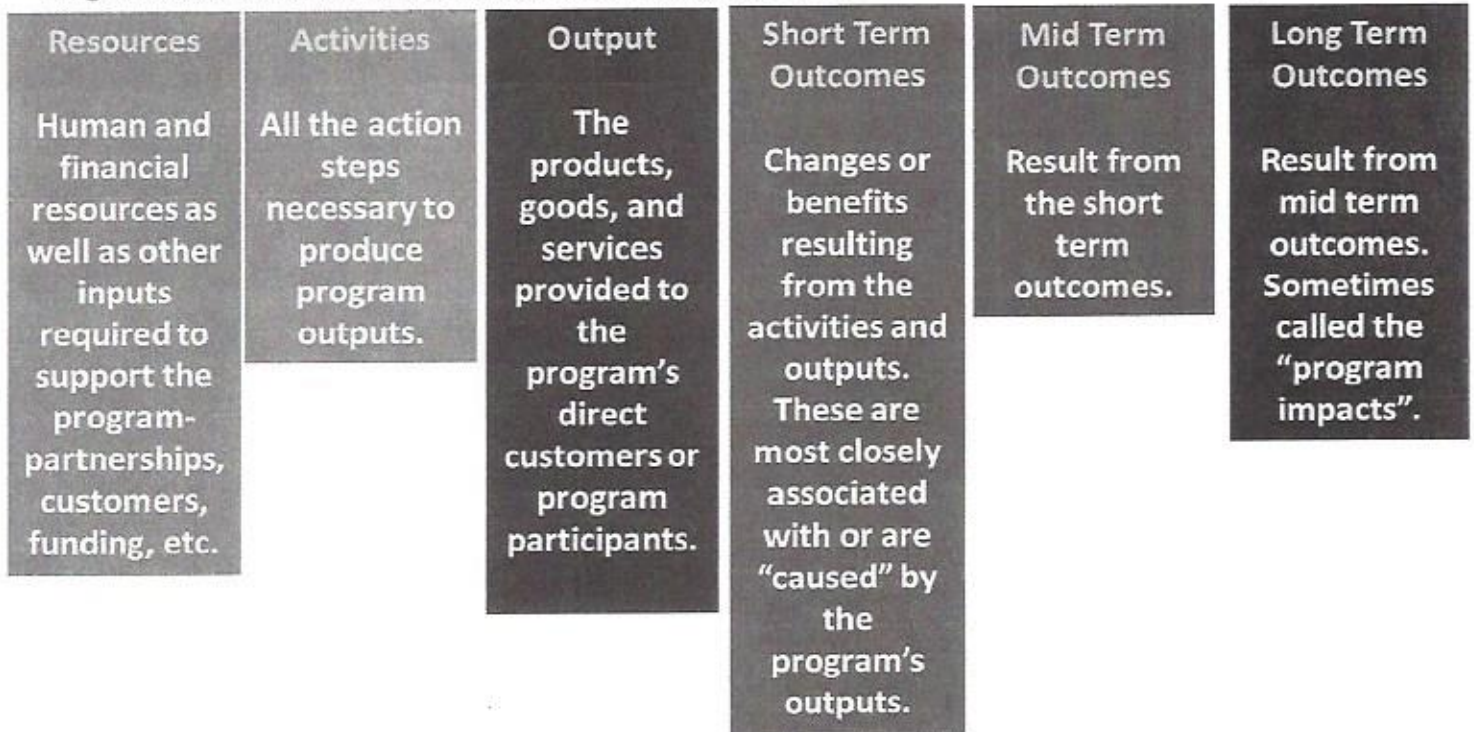 Resources
Human and
financial
resources as
well as other
inputs
required to
support the
program-
partnerships,
customers,
funding, etc.
Activities
All the action
steps
necessary to
produce
program
outputs.
Output
The
products,
goods, and
services
provided to
the
program's
direct
customers or
program
participants.
Short Term
Outcomes
Changes or
benefits
resulting
from the
activities and
outputs.
These are
most closely
associated
with or are
"caused" by
the
program's
outputs.
Mid Term
Outcomes
Result from
the short
term
outcomes.
Long Term
Outcomes
Result from
mid term
outcomes.
Sometimes
called the
"program
impacts".